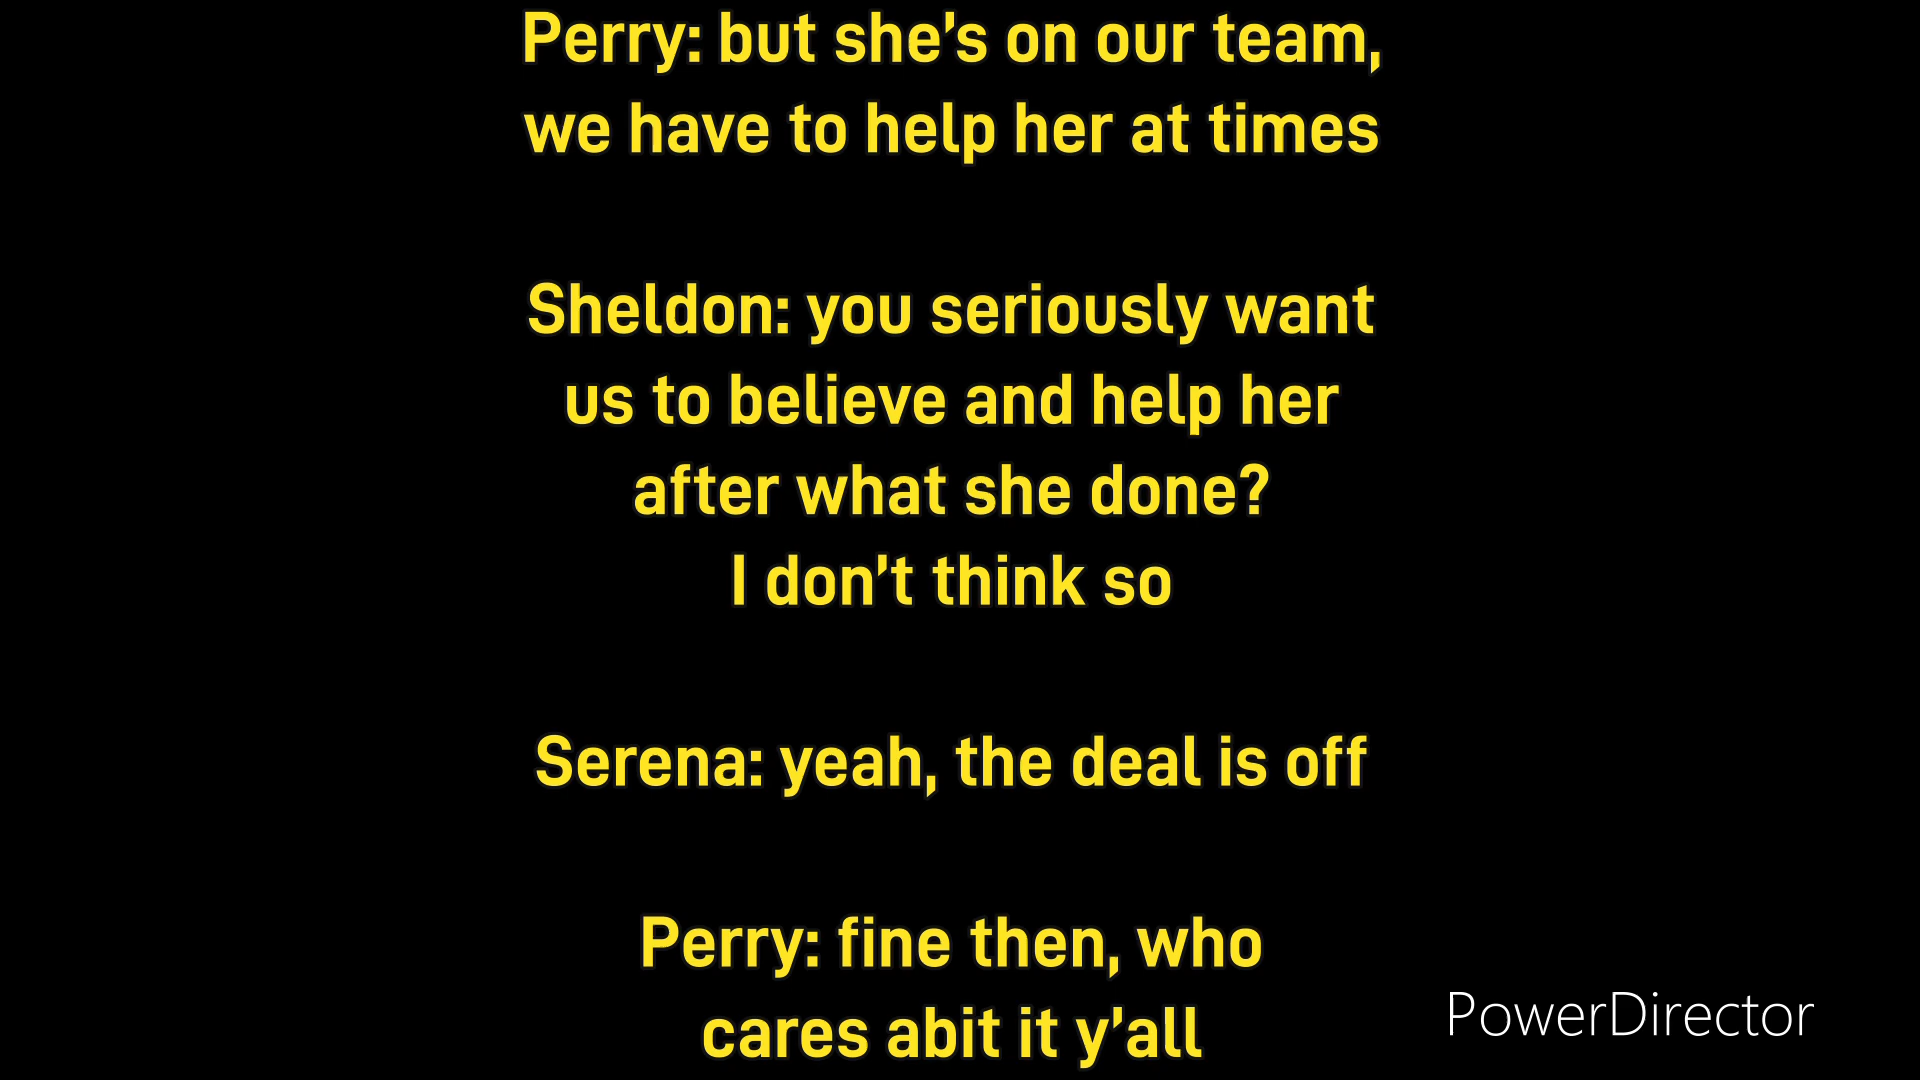 Perry: but she's on our team,
we have to help her at times
Sheldon: you seriously want
us to believe and help her
after what she done?
I don't think so
Serena: yeah, the deal is off
Perry: fine then, who
cares abit it y'all
PowerDirector